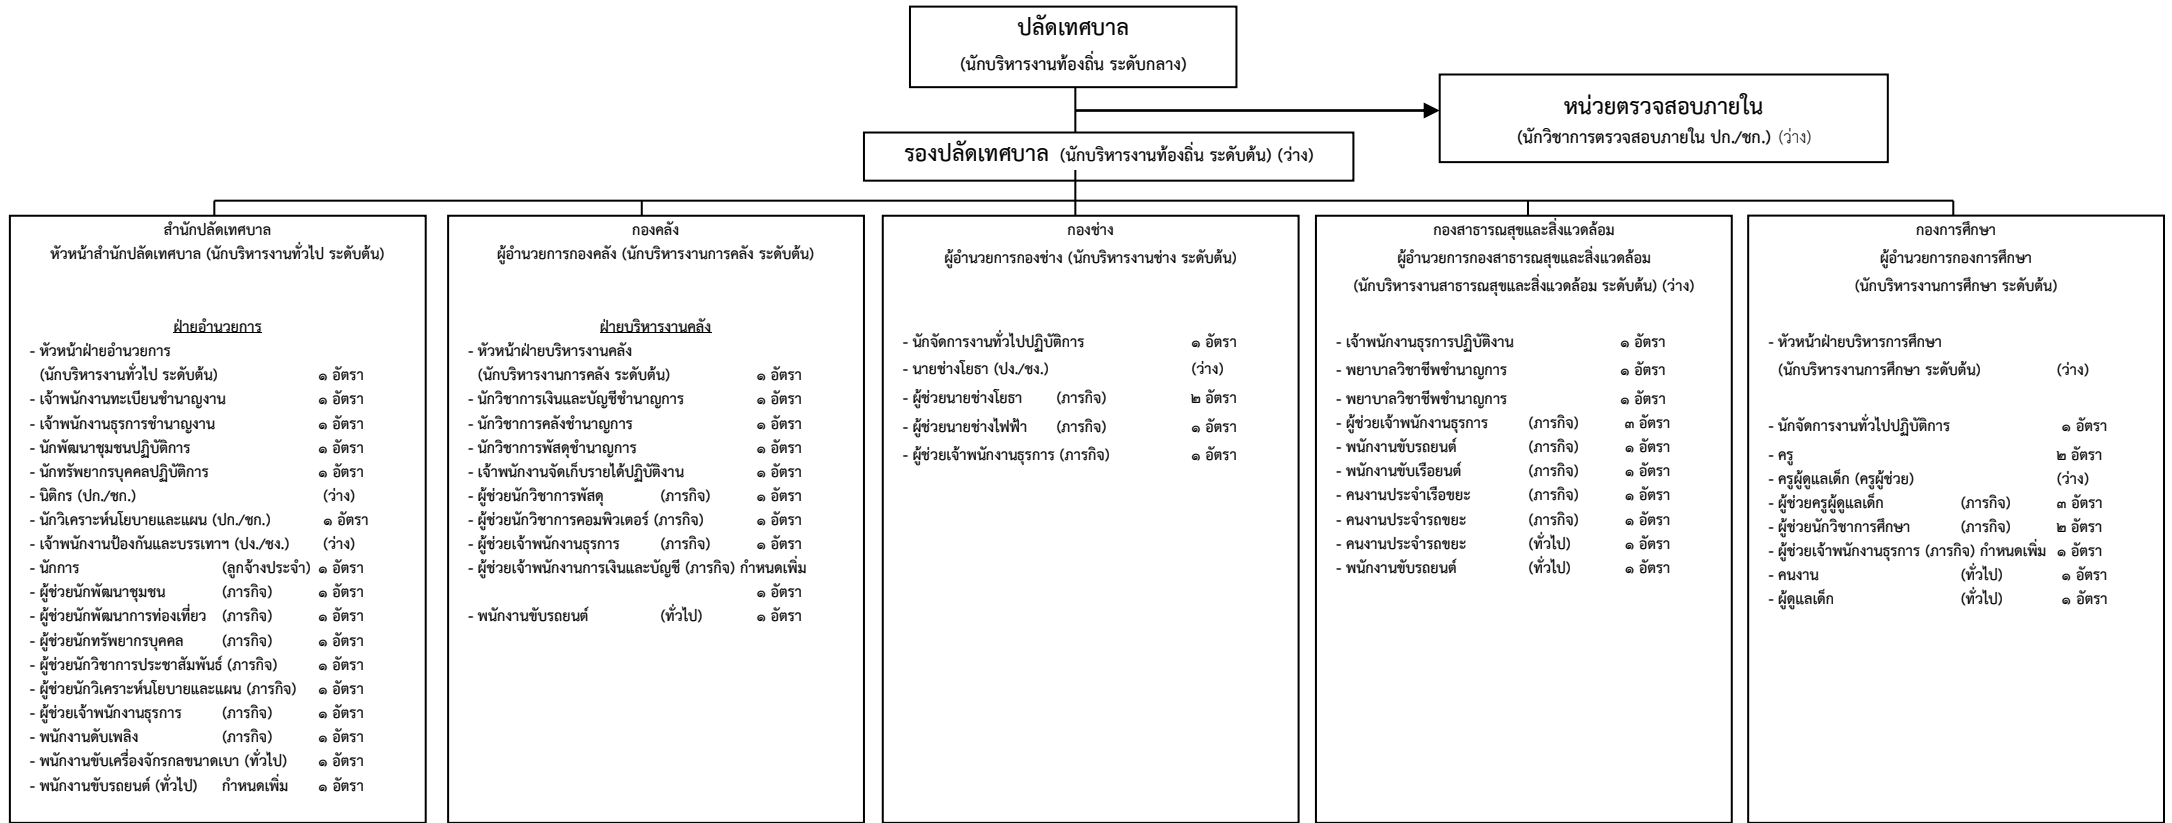 ปลัดเทศบาล
(นักบริหารงานท้องถิ่น ระดับกลาง)
หน่วยตรวจสอบภายใน
(นักวิชาการตรวจสอบภายใน ปก./ชก.) (ว่าง)
รองปลัดเทศบาล (นักบริหารงานท้องถิ่น ระดับต้น) (ว่าง)
สำนักปลัดเทศบาล
หัวหน้าสำนักปลัดเทศบาล (นักบริหารงานทั่วไป ระดับต้น)
ฝ่ายอำนวยการ
- หัวหน้าฝ่ายอำนวยการ
(นักบริหารงานทั่วไป ระดับต้น) ๑ อัตรา
- เจ้าพนักงานทะเบียนชำนาญงาน ๑ อัตรา
- เจ้าพนักงานธุรการชำนาญงาน ๑ อัตรา
- นักพัฒนาชุมชนปฏิบัติการ ๑ อัตรา
- นักทรัพยากรบุคคลปฏิบัติการ ๑ อัตรา
- นิติกร (ปก./ชก.) (ว่าง)
- นักวิเคราะห์นโยบายและแผน (ปก./ชก.) ๑ อัตรา
- เจ้าพนักงานป้องกันและบรรเทาฯ (ปง./ชง.) (ว่าง)
- นักการ (ลูกจ้างประจำ) ๑ อัตรา
- ผู้ช่วยนักพัฒนาชุมชน (ภารกิจ) ๑ อัตรา
- ผู้ช่วยนักพัฒนาการท่องเที่ยว (ภารกิจ) ๑ อัตรา
- ผู้ช่วยนักทรัพยากรบุคคล (ภารกิจ) ๑ อัตรา
- ผู้ช่วยนักวิชาการประชาสัมพันธ์ (ภารกิจ) ๑ อัตรา
- ผู้ช่วยนักวิเคราะห์นโยบายและแผน (ภารกิจ) ๑ อัตรา
- ผู้ช่วยเจ้าพนักงานธุรการ (ภารกิจ) ๑ อัตรา
- พนักงานดับเพลิง (ภารกิจ) ๑ อัตรา
- พนักงานขับเครื่องจักรกลขนาดเบา (ทั่วไป) ๑ อัตรา
- พนักงานขับรถยนต์ (ทั่วไป) กำหนดเพิ่ม ๑ อัตรา
กองคลัง
ผู้อำนวยการกองคลัง (นักบริหารงานการคลัง ระดับต้น)
ฝ่ายบริหารงานคลัง
- หัวหน้าฝ่ายบริหารงานคลัง
(นักบริหารงานการคลัง ระดับต้น) ๑ อัตรา
- นักวิชาการเงินและบัญชีชำนาญการ ๑ อัตรา
- นักวิชาการคลังชำนาญการ ๑ อัตรา
- นักวิชาการพัสดุชำนาญการ ๑ อัตรา
- เจ้าพนักงานจัดเก็บรายได้ปฏิบัติงาน ๑ อัตรา
- ผู้ช่วยนักวิชาการพัสดุ (ภารกิจ) ๑ อัตรา
- ผู้ช่วยนักวิชาการคอมพิวเตอร์ (ภารกิจ) ๑ อัตรา
- ผู้ช่วยเจ้าพนักงานธุรการ (ภารกิจ) ๑ อัตรา
- ผู้ช่วยเจ้าพนักงานการเงินและบัญชี (ภารกิจ) กำหนดเพิ่ม
๑ อัตรา
- พนักงานขับรถยนต์ (ทั่วไป) ๑ อัตรา
กองช่าง
ผู้อำนวยการกองช่าง (นักบริหารงานช่าง ระดับต้น)
- นักจัดการงานทั่วไปปฏิบัติการ ๑ อัตรา
- นายช่างโยธา (ปง./ชง.) (ว่าง)
- ผู้ช่วยนายช่างโยธา (ภารกิจ) ๒ อัตรา
- ผู้ช่วยนายช่างไฟฟ้า (ภารกิจ) ๑ อัตรา
- ผู้ช่วยเจ้าพนักงานธุรการ (ภารกิจ) ๑ อัตรา
กองสาธารณสุขและสิ่งแวดล้อม
ผู้อำนวยการกองสาธารณสุขและสิ่งแวดล้อม
(นักบริหารงานสาธารณสุขและสิ่งแวดล้อม ระดับต้น) (ว่าง)
- เจ้าพนักงานธุรการปฏิบัติงาน ๑ อัตรา
- พยาบาลวิชาชีพชำนาญการ ๑ อัตรา
- พยาบาลวิชาชีพชำนาญการ ๑ อัตรา
- ผู้ช่วยเจ้าพนักงานธุรการ (ภารกิจ) ๓ อัตรา
- พนักงานขับรถยนต์ (ภารกิจ) ๑ อัตรา
- พนักงานขับเรือยนต์ (ภารกิจ) ๑ อัตรา
- คนงานประจำเรือขยะ (ภารกิจ) ๑ อัตรา
- คนงานประจำรถขยะ (ภารกิจ) ๑ อัตรา
- คนงานประจำรถขยะ (ทั่วไป) ๑ อัตรา
- พนักงานขับรถยนต์ (ทั่วไป) ๑ อัตรา
กองการศึกษา
ผู้อำนวยการกองการศึกษา
(นักบริหารงานการศึกษา ระดับต้น)
- หัวหน้าฝ่ายบริหารการศึกษา
(นักบริหารงานการศึกษา ระดับต้น) (ว่าง)
- นักจัดการงานทั่วไปปฏิบัติการ ๑ อัตรา
- ครู ๒ อัตรา
- ครูผู้ดูแลเด็ก (ครูผู้ช่วย) (ว่าง)
- ผู้ช่วยครูผู้ดูแลเด็ก (ภารกิจ) ๓ อัตรา
- ผู้ช่วยนักวิชาการศึกษา (ภารกิจ) ๒ อัตรา
- ผู้ช่วยเจ้าพนักงานธุรการ (ภารกิจ) กำหนดเพิ่ม ๑ อัตรา
- คนงาน (ทั่วไป) ๑ อัตรา
- ผู้ดูแลเด็ก (ทั่วไป) ๑ อัตรา